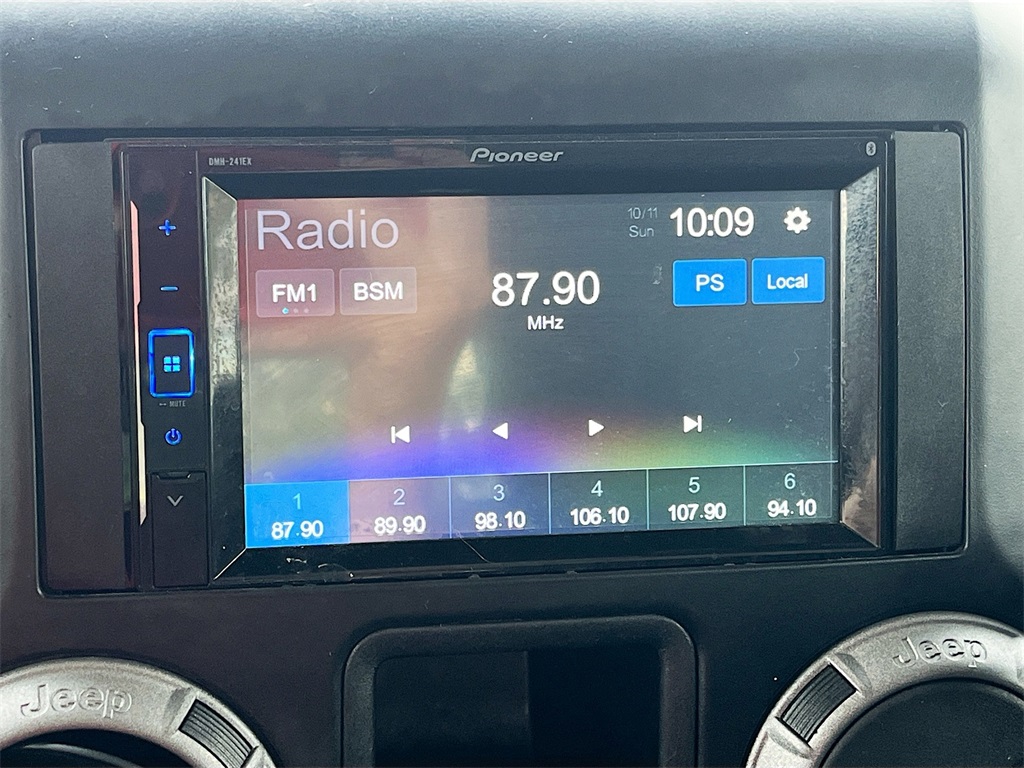 DMH-241EX
Pioneer
Radio
10/11
Sun
10:09
FM1
BSM
87.90
MHz
PS
Local
MUTE
1
87.90
2
89.90
3
98.10
4
106.10
5
107.90
6
94.10
Jeep
Jeep